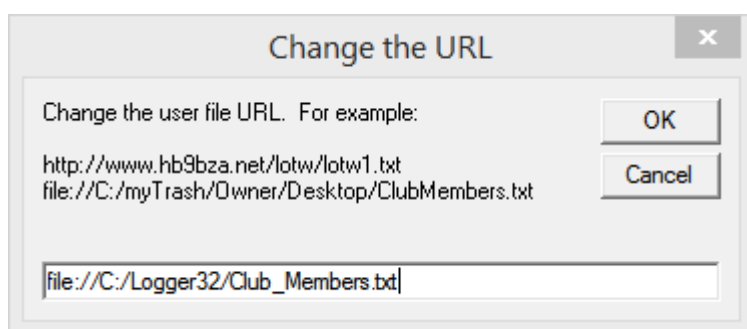 Change the URL
x
Change the user file URL. For example:
OK
http://www.hb9bza.net/lotw/lotw1.txt
file://C:/myTrash/Owner/Desktop/ClubMembers.txt
Cancel
file://C:/Logger32/Club_Members.txt